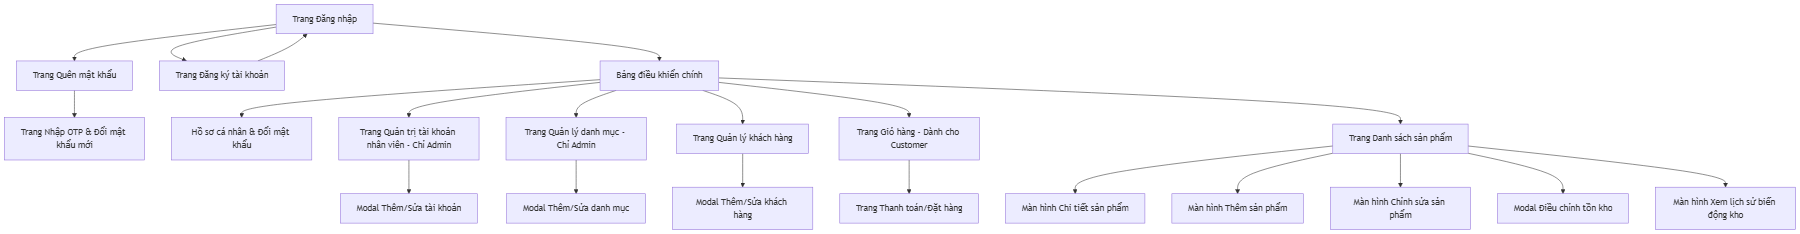 Trang Đăng nhập
Trang Quên mật khẩu
Trang Đăng ký tài khoản
Bảng điều khiển chính
Trang Nhập OTP & Đổi mật
khẩu mới
Hồ sơ cá nhân & Đổi mật
khẩu
Trang Quản trị tài khoản
nhân viên - Chỉ Admin
Trang Quản lý danh mục -
Chỉ Admin
Trang Quản lý khách hàng
Trang Giỏ hàng - Dành cho
Customer
Trang Danh sách sản phẩm
Modal Thêm/Sửa tài khoản
Modal Thêm/Sửa danh mục
Modal Thêm/Sửa khách
hàng
Trang Thanh toán/Đặt hàng
Màn hình Chi tiết sản phẩm
Màn hình Thêm sản phẩm
Màn hình Chỉnh sửa sản
phẩm
Modal Điều chỉnh tồn kho
Màn hình Xem lịch sử biến
động kho